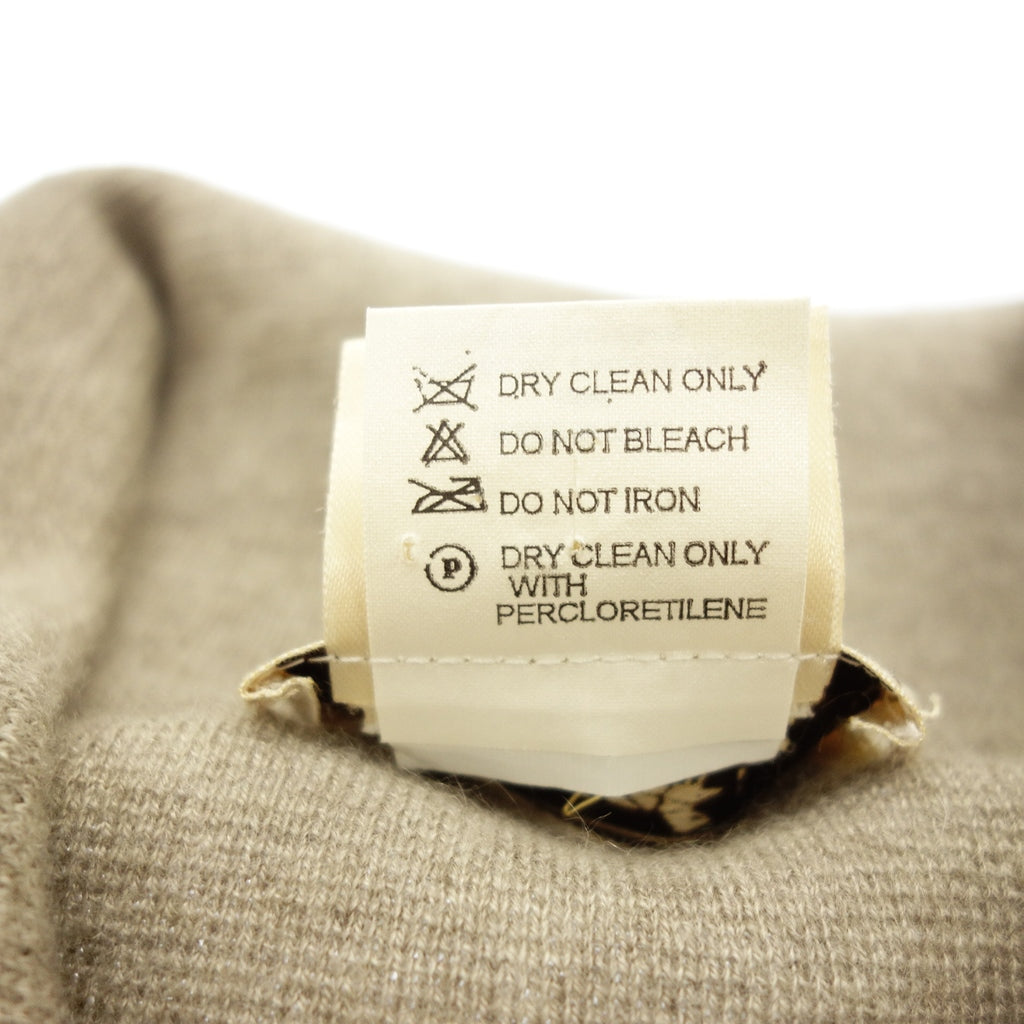 DRY CLEAN ONLY
DO NOT BLEACH
DO NOT IRON
P DRY CLEAN ONLY
WITH
PERCLORETILENE